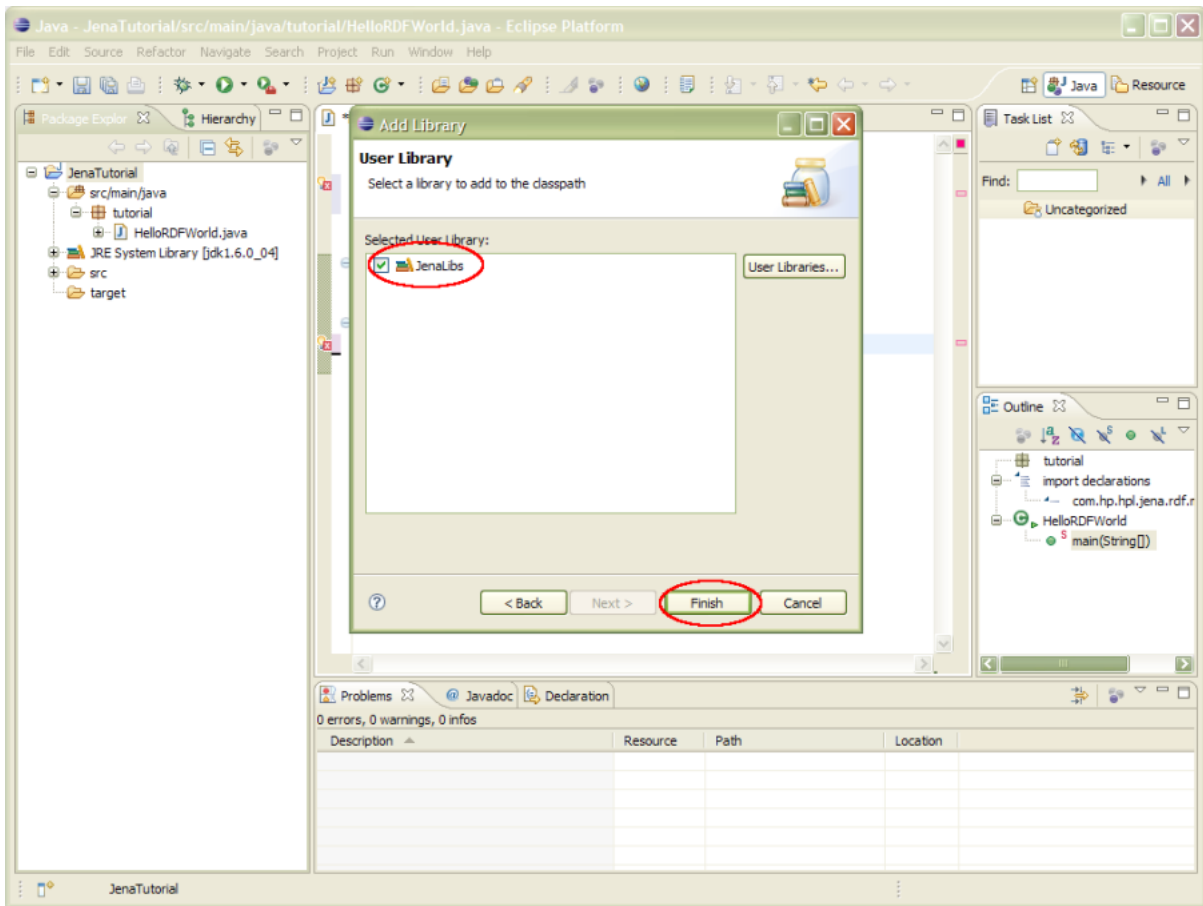 Java - JenaTutorial/src/main/java/tutorial/HelloRDFWorld.java - Eclipse Platform
File Edit Source Refactor Navigate Search Project Run Window Help
Java
Resource
Package Explor
Hierarchy
JenaTutorial
src/main/java
tutorial
HelloRDFWorld.java
JRE System Library [jdk1.6.0_04]
src
target
Add Library
User Library
Select a library to add to the classpath
Selected User Library:
JenaLibs
User Libraries...
< Back
Next >
Finish
Cancel
Task List
Find:
All
Uncategorized
Outline
tutorial
import declarations
com.hp.hpl.jena.rdf.r
HelloRDFWorld
main(String[])
Problems
@ Javadoc
Declaration
0 errors, 0 warnings, 0 infos
Description Resource Path Location
JenaTutorial